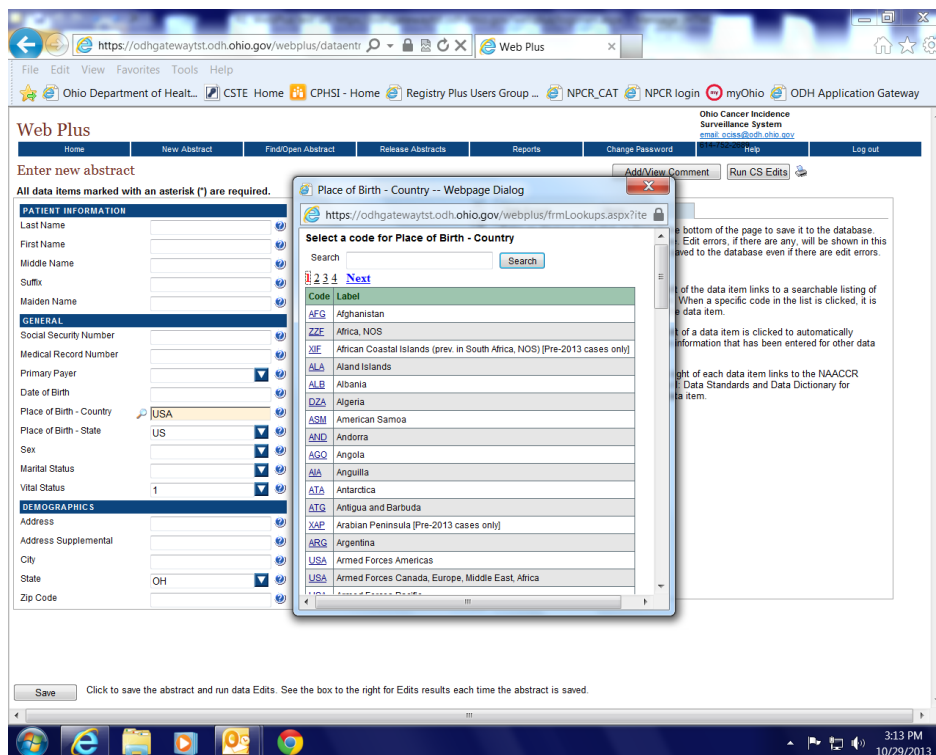 https://odhgatewaytst.odh.ohio.gov/webplus/dataentr
Web Plus
File Edit View Favorites Tools Help
Ohio Department of Healt... CSTE Home CPHSI - Home Registry Plus Users Group ... NPCR_CAT NPCR login myOhio ODH Application Gateway
Web Plus
Ohio Cancer Incidence
Surveillance System
email: ociss@odh.ohio.gov
Home New Abstract Find/Open Abstract Release Abstracts Reports Change Password Help Log out
Enter new abstract
Add/View Comment Run CS Edits
All data items marked with an asterisk (*) are required.
PATIENT INFORMATION
Last Name
First Name
Middle Name
Suffix
Maiden Name
GENERAL
Social Security Number
Medical Record Number
Primary Payer
Date of Birth
Place of Birth - Country USA
Place of Birth - State US
Sex
Marital Status
Vital Status 1
DEMOGRAPHICS
Address
Address Supplemental
City
State OH
Zip Code
Place of Birth - Country -- Webpage Dialog
https://odhgatewaytst.odh.ohio.gov/webplus/frmLookups.aspx?ite
Select a code for Place of Birth - Country
Search Search
1 2 3 4 Next
Code Label
AFG Afghanistan
ZZF Africa, NOS
XIF African Coastal Islands (prev. in South Africa, NOS) [Pre-2013 cases only]
ALA Aland Islands
ALB Albania
DZA Algeria
ASM American Samoa
AND Andorra
AGO Angola
AIA Anguilla
ATA Antarctica
ATG Antigua and Barbuda
XAP Arabian Peninsula [Pre-2013 cases only]
ARG Argentina
USA Armed Forces Americas
USA Armed Forces Canada, Europe, Middle East, Africa
bottom of the page to save it to the database.
Edit errors, if there are any, will be shown in this
aved to the database even if there are edit errors.
of the data item links to a searchable listing of
When a specific code in the list is clicked, it is
data item.
of a data item is clicked to automatically
information that has been entered for other data
ght of each data item links to the NAACCR
: Data Standards and Data Dictionary for
item.
Save Click to save the abstract and run data Edits. See the box to the right for Edits results each time the abstract is saved.
3:13 PM
10/29/2013